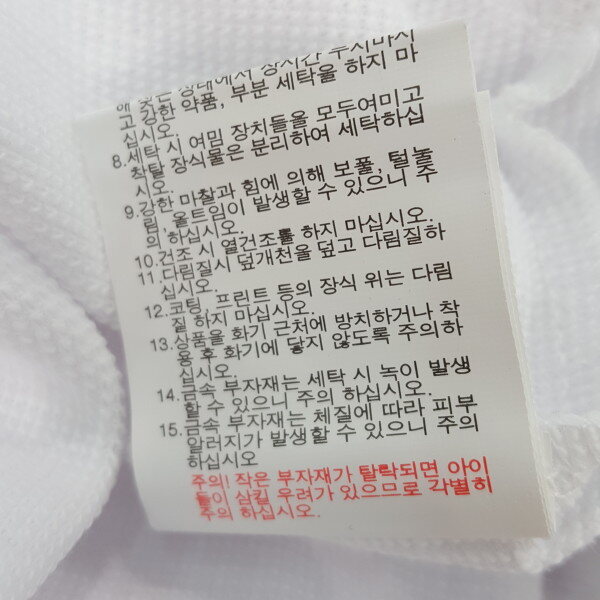 상태에서 장시간 두지마시
고 강한 약품, 부분 세탁을 하지 마
십시오.
8.세탁 시 여밈 장치들을 모두여미고
착탈 장식물은 분리하여 세탁하십
시오.
9.강한 마찰과 힘에 의해 보풀, 털놀
림, 올트임이 발생할 수 있으니 주
의 하십시오.
10.건조 시 열건조를 하지 마십시오.
11.다림질시 덮개천을 덮고 다림질하
십시오.
12.코팅, 프린트 등의 장식 위는 다림
질 하지 마십시오.
13.상품을 화기 근처에 방치하거나 착
용 후 화기에 닿지 않도록 주의하
십시오.
14.금속 부자재는 세탁 시 녹이 발생
할 수 있으니 주의 하십시오.
15.금속 부자재는 체질에 따라 피부
알러지가 발생할 수 있으니 주의
하십시오
주의! 작은 부자재가 탈락되면 아이
들이 삼킬 우려가 있으므로 각별히
주의 하십시오.